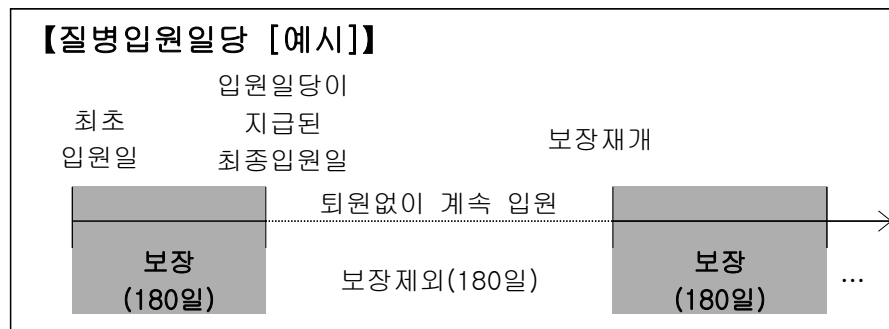 【질병입원일당 [예시]】
최초
입원일
입원일당이
지급된
최종입원일
보장재개
퇴원없이 계속 입원
보장
(180일)
보장제외(180일)
보장
(180일)
…